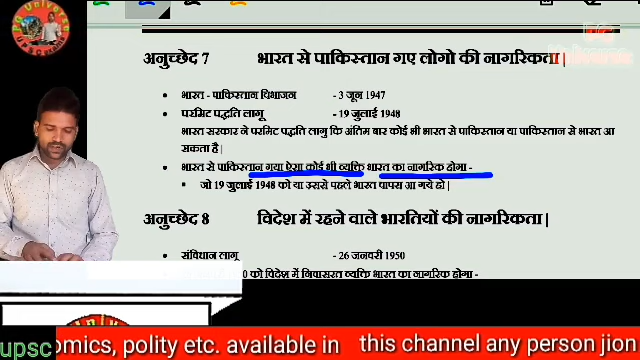 अनुच्छेद 7 भारत से पाकिस्तान गए लोगो की नागरिकता|
• भारत - पाकिस्तान विभाजन - 3 जून 1947
• परमिट पद्धति लागू - 19 जुलाई 1948
भारत सरकार ने परमिट पद्धति लागु कि अंतिम बार कोई भी भारत से पाकिस्तान या पाकिस्तान से भारत आ
सकता है|
• भारत से पाकिस्तान गया ऐसा कोई भी व्यक्ति भारत का नागरिक होगा -
• जो 19 जुलाई 1948 को या उससे पहले भारत वापस आ गये हो|
अनुच्छेद 8 विदेश में रहने वाले भारतियों की नागरिकता|
• संविधान लागू - 26 जनवरी 1950
को विदेश में निवासरत व्यक्ति भारत का नागरिक होगा -
upsc omics, polity etc. available in this channel any person jion